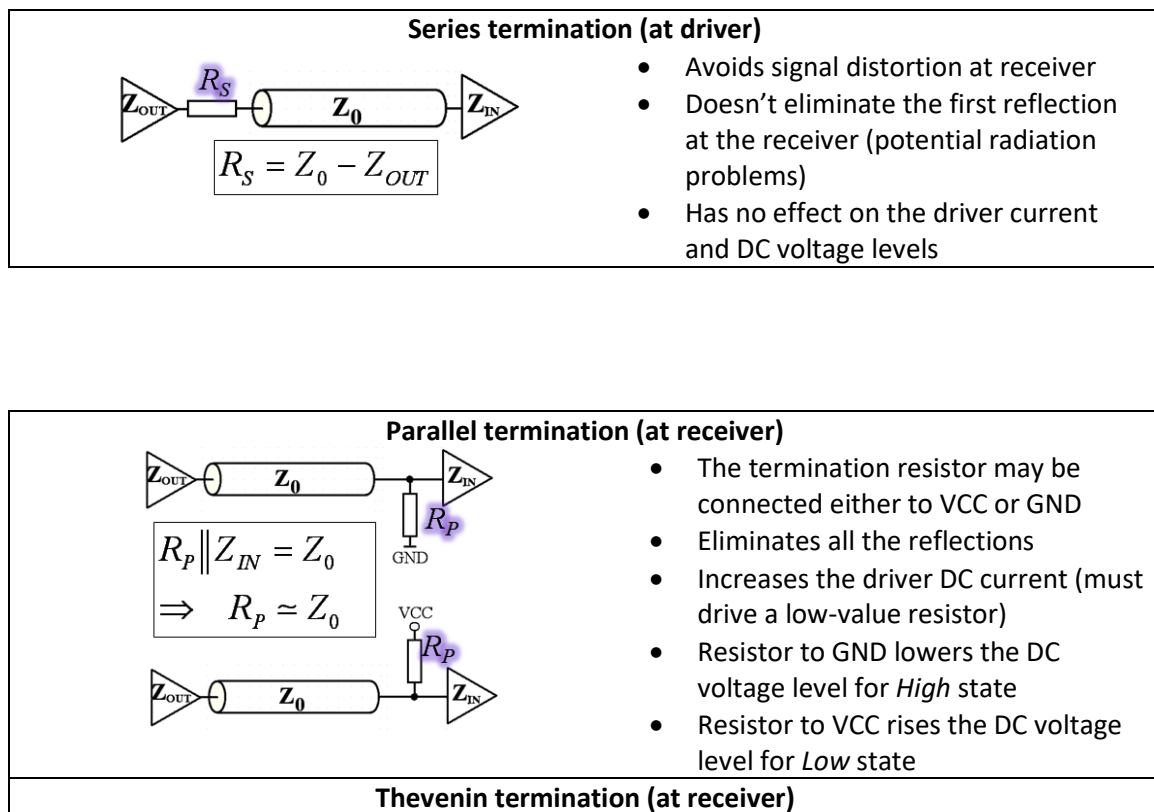 Series termination (at driver)
Z_OUT R_S Z_0 Z_IN
R_S = Z_0 − Z_OUT
• Avoids signal distortion at receiver
• Doesn’t eliminate the first reflection
at the receiver (potential radiation
problems)
• Has no effect on the driver current
and DC voltage levels
Parallel termination (at receiver)
Z_OUT Z_0 Z_IN
R_P
GND
R_P || Z_IN = Z_0
⇒ R_P ≃ Z_0
VCC
R_P
Z_OUT Z_0 Z_IN
• The termination resistor may be
connected either to VCC or GND
• Eliminates all the reflections
• Increases the driver DC current (must
drive a low-value resistor)
• Resistor to GND lowers the DC
voltage level for High state
• Resistor to VCC rises the DC voltage
level for Low state
Thevenin termination (at receiver)